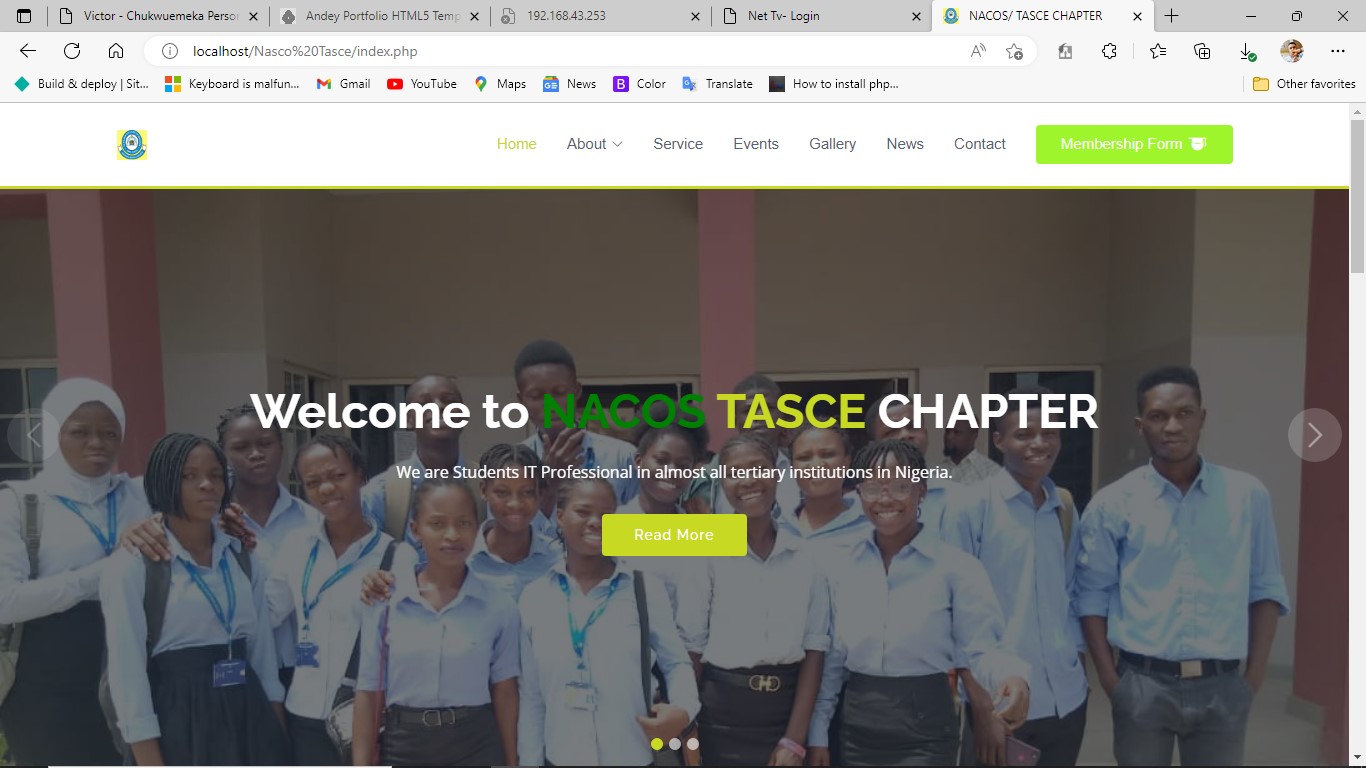 Victor - Chukwuemeka Persor
Andey Portfolio HTML5 Temp
192.168.43.253
Net Tv- Login
NACOS/ TASCE CHAPTER
localhost/Nasco%20Tasce/index.php
Build & deploy | Sit...
Keyboard is malfun...
Gmail
YouTube
Maps
News
Color
Translate
How to install php...
Other favorites
Home
About
Service
Events
Gallery
News
Contact
Membership Form
Welcome to NACOS TASCE CHAPTER
We are Students IT Professional in almost all tertiary institutions in Nigeria.
Read More